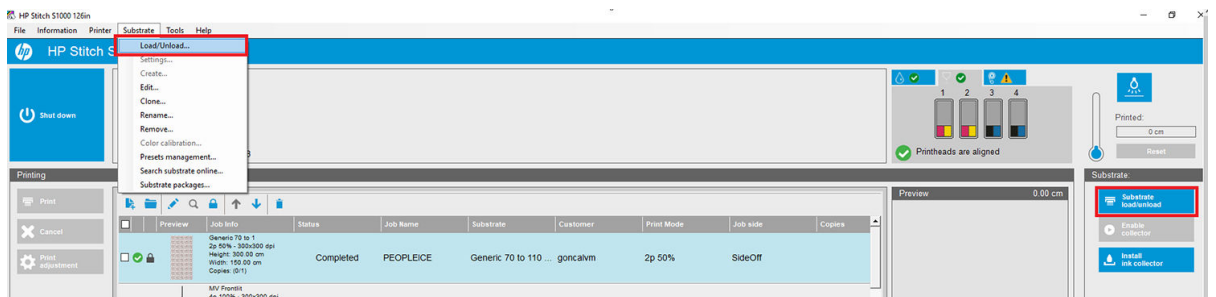 HP Stitch S1000 126in
File Information Printer Substrate Tools Help
HP Stitch S
Load/Unload...
Settings...
Create...
Edit...
Clone...
Rename...
Remove...
Color calibration...
Presets management...
Search substrate online...
Substrate packages...
Shut down
1 2 3 4
Printheads are aligned
Printed:
0 cm
Reset
Printing
Print
Cancel
Print
adjustment
Preview Job Info Status Job Name Substrate Customer Print Mode Job side Copies
Generic 70 to 1
2p 50% - 300x300 dpi
Height: 300.00 cm
Width: 150.00 cm
Copies: (0/1)
Completed PEOPLEICE Generic 70 to 110 ... goncalvm 2p 50% SideOff
MV Frontlit
Preview 0.00 cm
Substrate:
Substrate
load/unload
Enable
collector
Install
ink collector